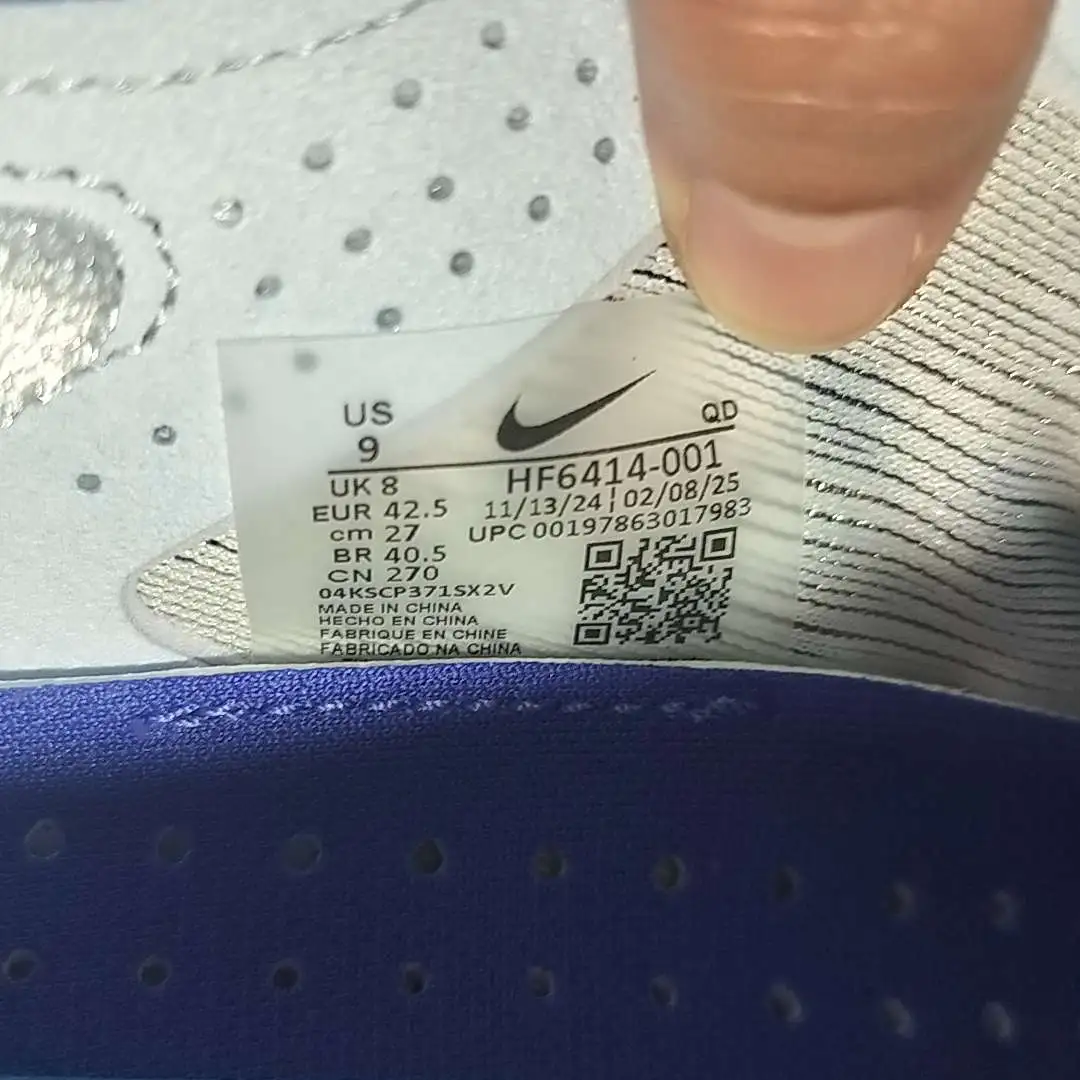 US
9
QD
UK 8
HF6414-001
EUR 42.5
11/13/24 | 02/08/25
cm 27
UPC 00197863017983
BR 40.5
CN 270
04KSCP371SX2V
MADE IN CHINA
HECHO EN CHINA
FABRIQUE EN CHINE
FABRICADO NA CHINA